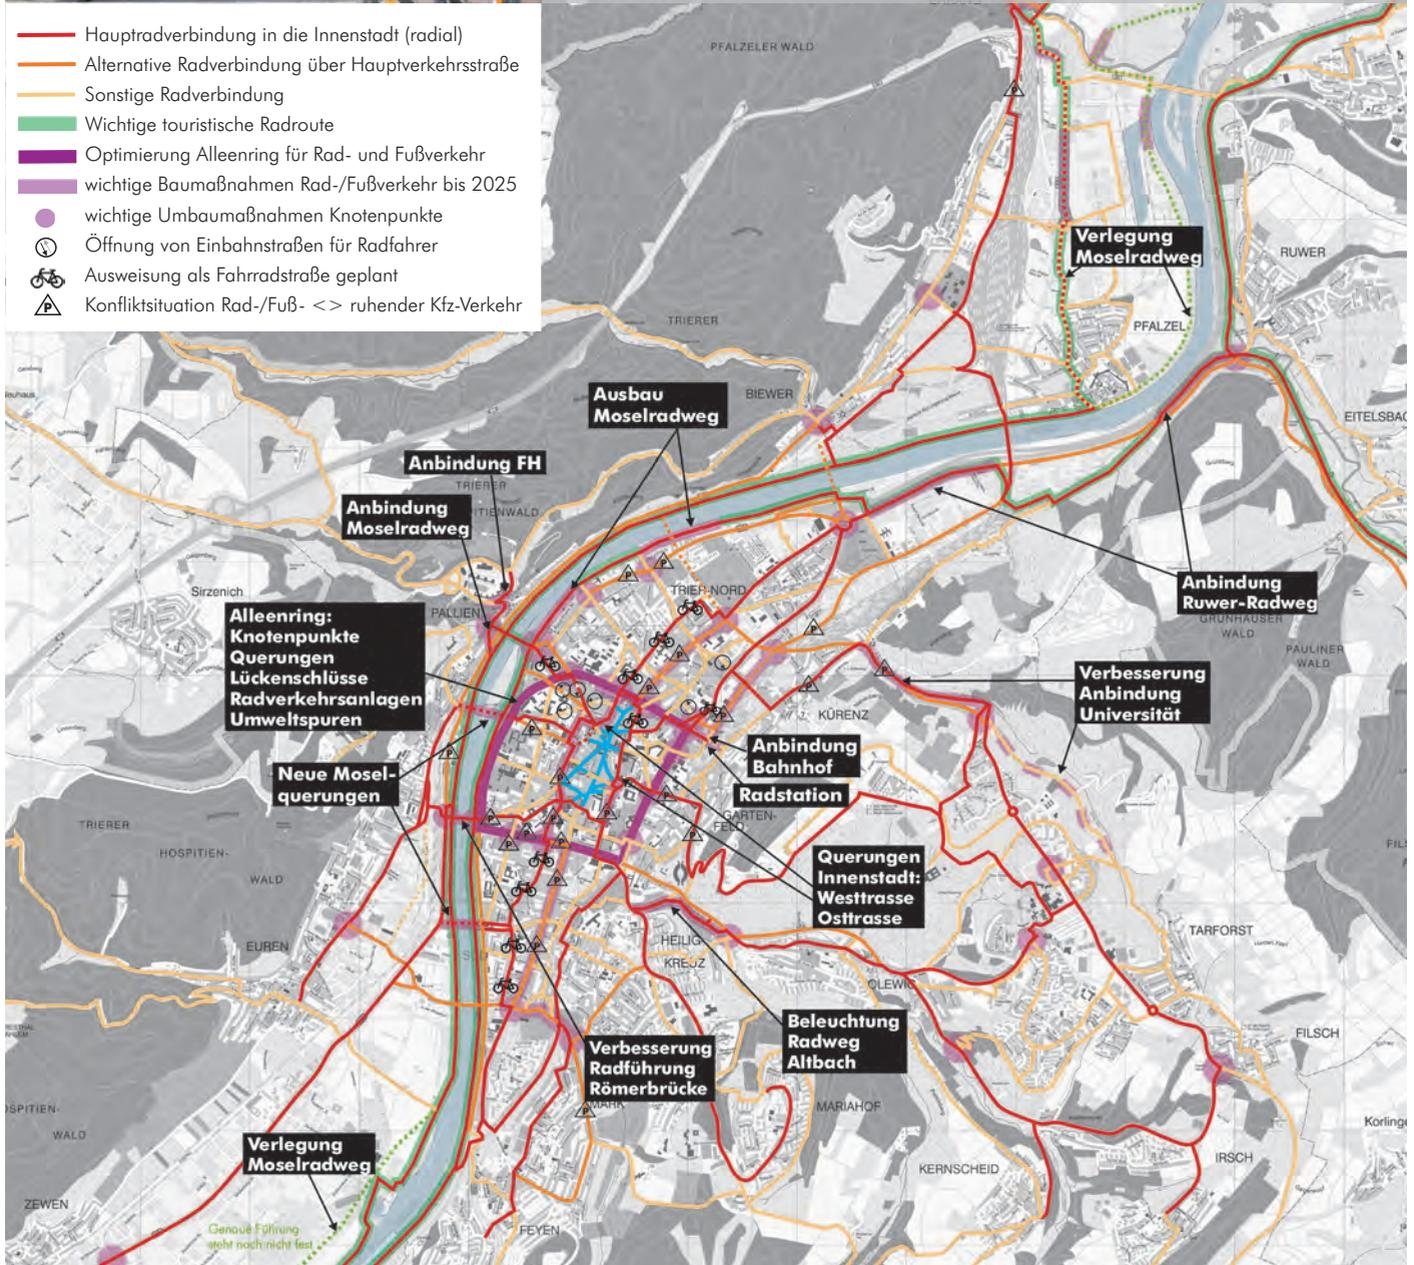 Hauptradverbindung in die Innenstadt (radial)
Alternative Radverbindung über Hauptverkehrsstraße
Sonstige Radverbindung
Wichtige touristische Radroute
Optimierung Alleenring für Rad- und Fußverkehr
wichtige Baumaßnahmen Rad-/Fußverkehr bis 2025
wichtige Umbaumaßnahmen Knotenpunkte
Öffnung von Einbahnstraßen für Radfahrer
Ausweisung als Fahrradstraße geplant
P Konfliktsituation Rad-/Fuß- <> ruhender Kfz-Verkehr
PFALZELER WALD
Verlegung
Moselradweg
RUWER
PFALZEL
TRIERER
BIEWER
Ausbau
Moselradweg
EITELSBAC
Anbindung FH
TRIERER
Anbindung
Moselradweg
Sirzenich
PALLIEN
TRIER-NORD
Anbindung
Ruwer-Radweg
GRÜNHÄUSER
WALD
PAULINER
WALD
Alleenring:
Knotenpunkte
Querungen
Lückenschlüsse
Radverkehrsanlagen
Umweltspuren
Verbesserung
Anbindung
Universität
KÜRENZ
Anbindung
Bahnhof
Radstation
Neue Mosel-
querungen
GARTEN-
FELD
TRIERER
HOSPITIEN-
WALD
Querungen
Innenstadt:
Westtrasse
Osttrasse
EUREN
HEILIG-
KREUZ
TARFORST
OLEWIG
FILSCH
Beleuchtung
Radweg
Altbach
Verbesserung
Radführung
Römerbrücke
MARIAHOF
WALD
Verlegung
Moselradweg
KERNSCHEID
IRSCH
ZEWEN
FEYEN
Genaue Führung
steht noch nicht fest